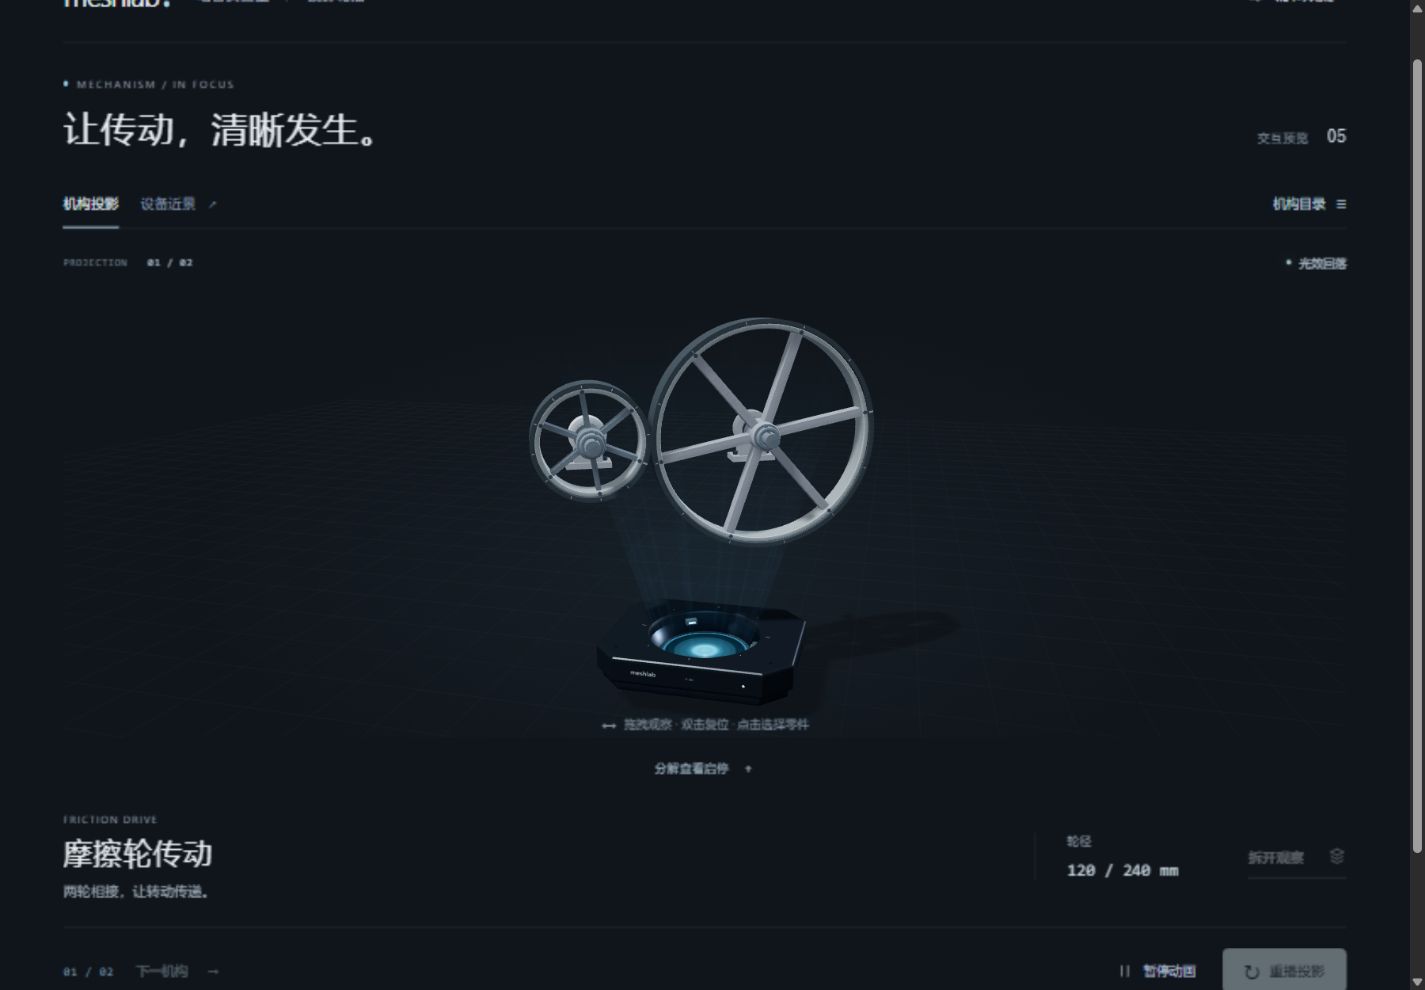 meshlab.
MECHANISM / IN FOCUS
让传动，清晰发生。
交互预览 05
机构投影 设备近景 ↗
机构目录 ☰
PROJECTION 01 / 02
光效回落
meshlab
拖拽观察 · 双击复位 · 点击选择零件
分解查看启停 +
FRICTION DRIVE
摩擦轮传动
两轮相接，让转动传递。
轮径
120 / 240 mm
拆开观察
01 / 02 下一机构 →
暂停动画
重播投影